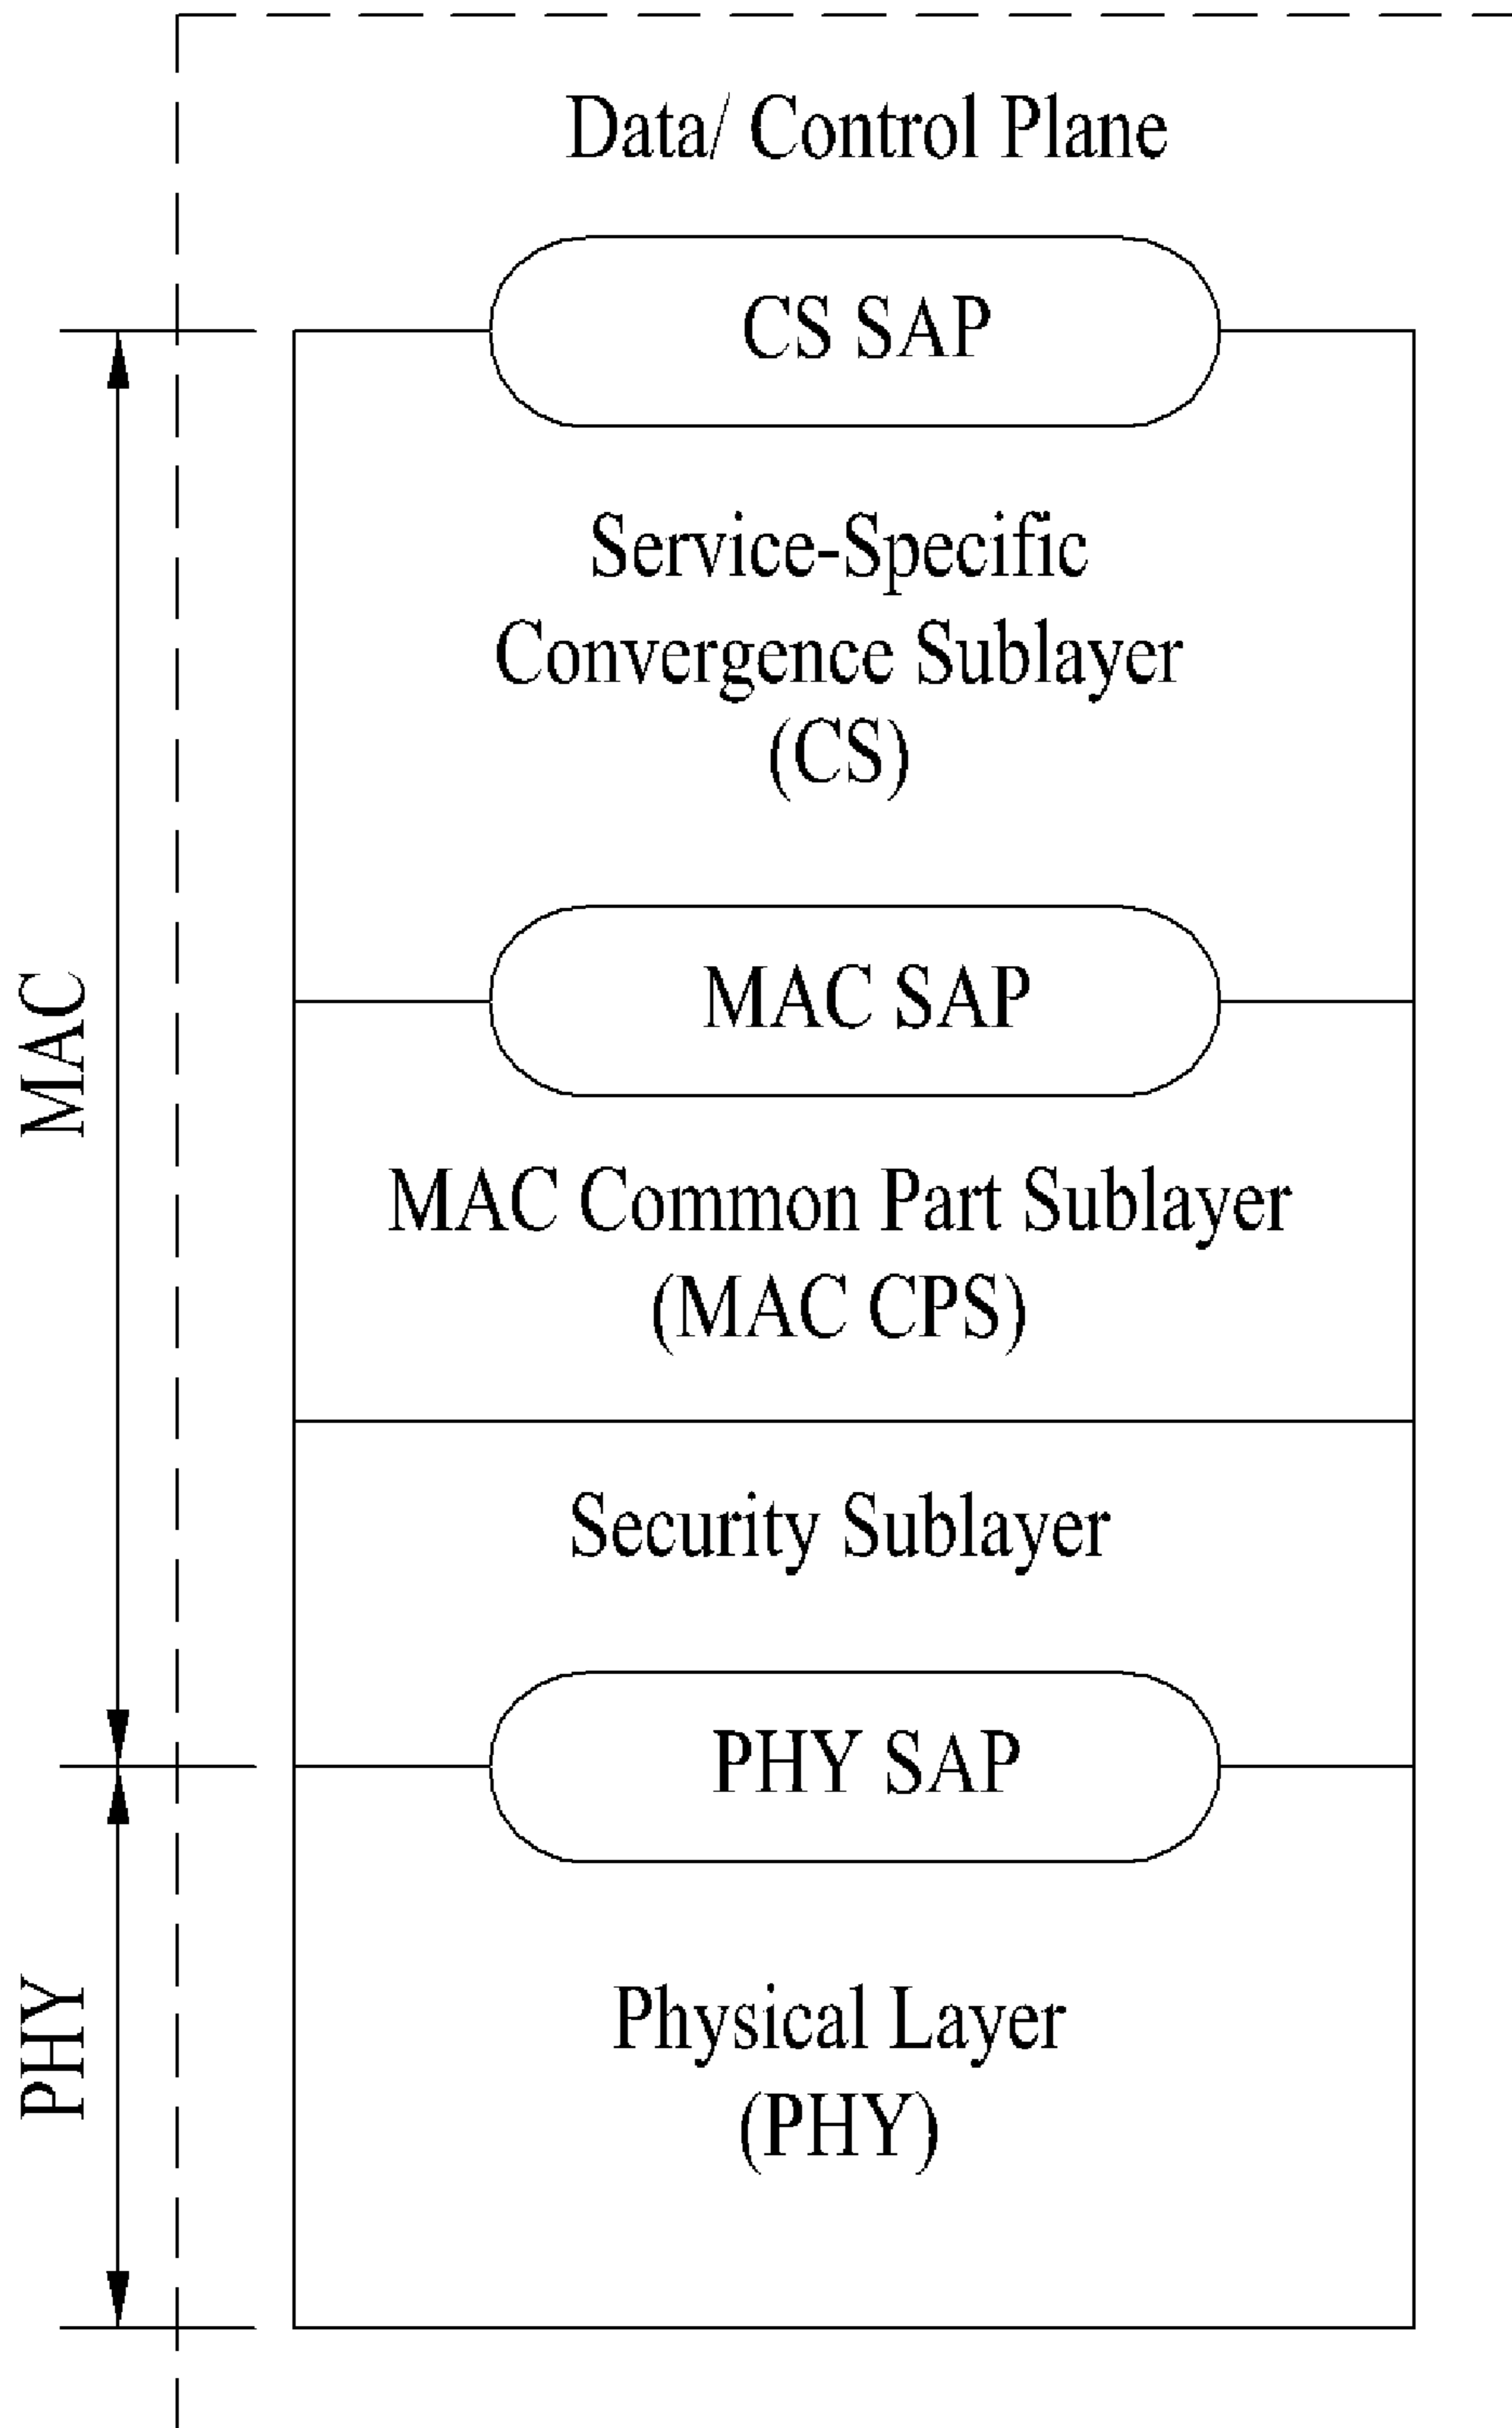 Data/ Control Plane
CS SAP
Service-Specific
Convergence Sublayer
(CS)
MAC SAP
MAC
MAC Common Part Sublayer
(MAC CPS)
Security Sublayer
PHY SAP
PHY
Physical Layer
(PHY)